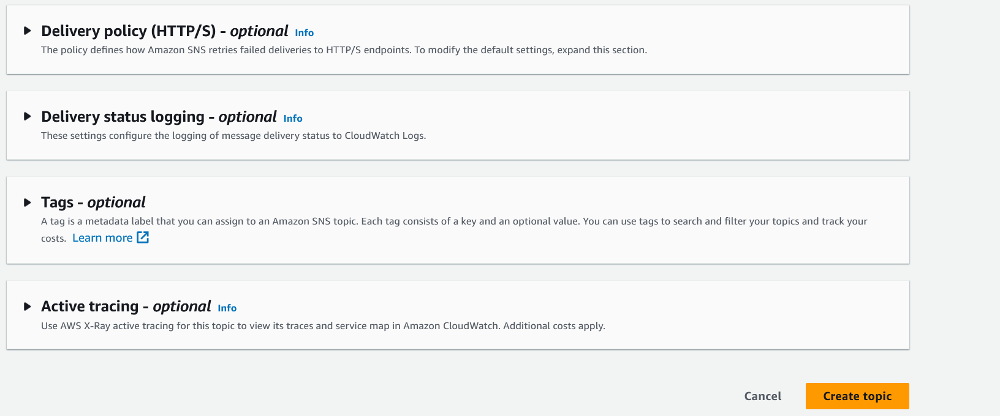 Delivery policy (HTTP/S) - optional Info
The policy defines how Amazon SNS retries failed deliveries to HTTP/S endpoints. To modify the default settings, expand this section.
Delivery status logging - optional Info
These settings configure the logging of message delivery status to CloudWatch Logs.
Tags - optional
A tag is a metadata label that you can assign to an Amazon SNS topic. Each tag consists of a key and an optional value. You can use tags to search and filter your topics and track your
costs. Learn more
Active tracing - optional Info
Use AWS X-Ray active tracing for this topic to view its traces and service map in Amazon CloudWatch. Additional costs apply.
Cancel Create topic